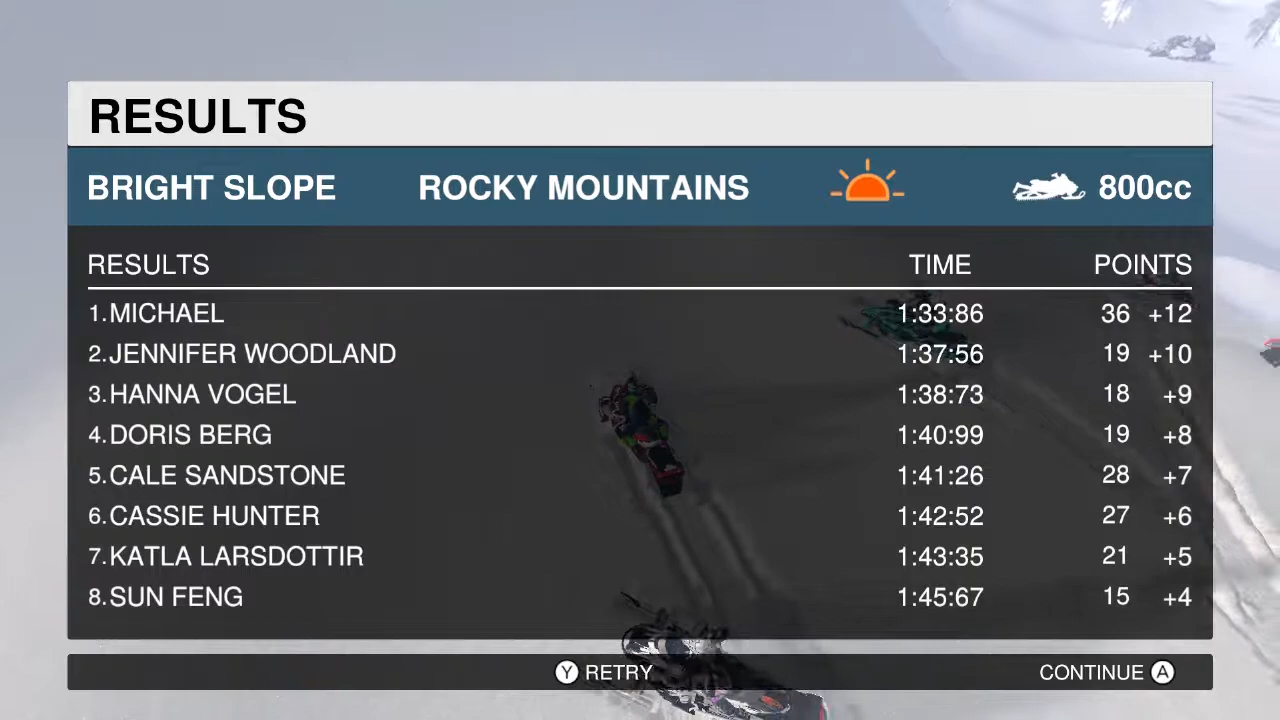 RESULTS
BRIGHT SLOPE ROCKY MOUNTAINS 800cc
RESULTS TIME POINTS
1.MICHAEL 1:33:86 36 +12
2.JENNIFER WOODLAND 1:37:56 19 +10
3.HANNA VOGEL 1:38:73 18 +9
4.DORIS BERG 1:40:99 19 +8
5.CALE SANDSTONE 1:41:26 28 +7
6.CASSIE HUNTER 1:42:52 27 +6
7.KATLA LARSDOTTIR 1:43:35 21 +5
8.SUN FENG 1:45:67 15 +4
Y RETRY CONTINUE A